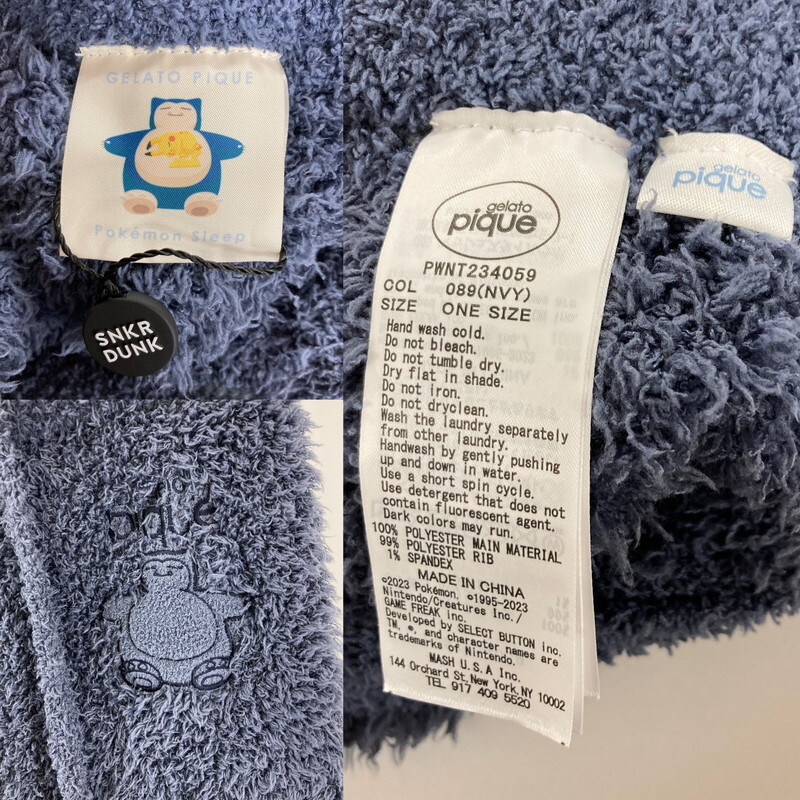 GELATO PIQUE
Pokémon Sleep
SNKR
DUNK
gelato
pique
PWNT234059
COL 089(NVY)
SIZE ONE SIZE
Hand wash cold.
Do not bleach.
Do not tumble dry.
Dry flat in shade.
Do not iron.
Do not dryclean.
Wash the laundry separately
from other laundry.
Handwash by gently pushing
up and down in water.
Use a short spin cycle.
Use detergent that does not
contain fluorescent agent.
Dark colors may run.
100% POLYESTER MAIN MATERIAL
99% POLYESTER RIB
1% SPANDEX
MADE IN CHINA
©2023 Pokémon. ©1995-2023
Nintendo/Creatures Inc./
GAME FREAK inc.
Developed by SELECT BUTTON inc.
TM, ®, and character names are
trademarks of Nintendo.
MASH U.S.A Inc.
144 Orchard St. New York, NY 10002
TEL 917 409 5520
gelato
pique